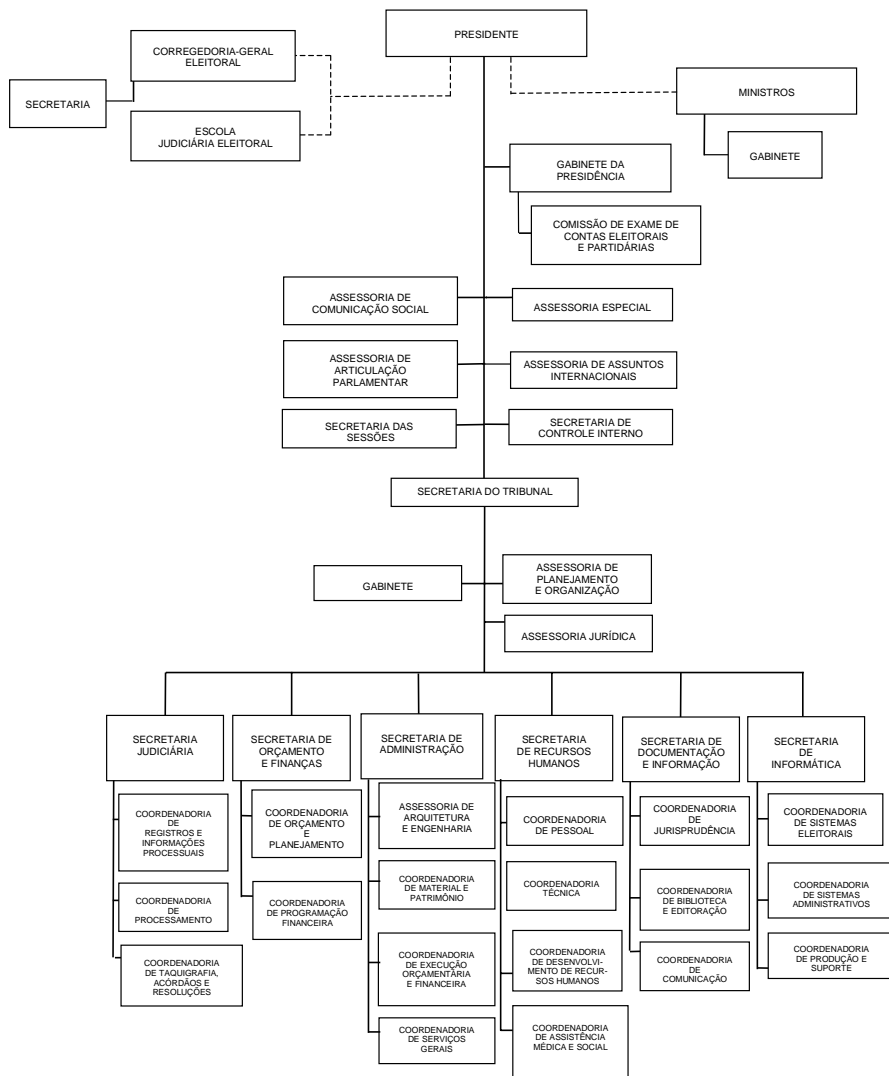 PRESIDENTE
CORREGEDORIA-GERAL
ELEITORAL
SECRETARIA
MINISTROS
ESCOLA
JUDICIÁRIA ELEITORAL
GABINETE
GABINETE DA
PRESIDÊNCIA
COMISSÃO DE EXAME DE
CONTAS ELEITORAIS
E PARTIDÁRIAS
ASSESSORIA DE
COMUNICAÇÃO SOCIAL
ASSESSORIA ESPECIAL
ASSESSORIA DE
ARTICULAÇÃO
PARLAMENTAR
ASSESSORIA DE ASSUNTOS
INTERNACIONAIS
SECRETARIA DAS
SESSÕES
SECRETARIA DE
CONTROLE INTERNO
SECRETARIA DO TRIBUNAL
GABINETE
ASSESSORIA DE
PLANEJAMENTO
E ORGANIZAÇÃO
ASSESSORIA JURÍDICA
SECRETARIA
JUDICIÁRIA
SECRETARIA DE
ORÇAMENTO
E FINANÇAS
SECRETARIA DE
ADMINISTRAÇÃO
SECRETARIA
DE RECURSOS
HUMANOS
SECRETARIA DE
DOCUMENTAÇÃO
E INFORMAÇÃO
SECRETARIA
DE
INFORMÁTICA
COORDENADORIA
DE
REGISTROS E
INFORMAÇÕES
PROCESSUAIS
COORDENADORIA
DE ORÇAMENTO
E
PLANEJAMENTO
ASSESSORIA DE
ARQUITETURA
E ENGENHARIA
COORDENADORIA
DE PESSOAL
COORDENADORIA
DE
JURISPRUDÊNCIA
COORDENADORIA
DE SISTEMAS
ELEITORAIS
COORDENADORIA
DE
PROCESSAMENTO
COORDENADORIA
DE PROGRAMAÇÃO
FINANCEIRA
COORDENADORIA
DE MATERIAL E
PATRIMÔNIO
COORDENADORIA
TÉCNICA
COORDENADORIA
DE BIBLIOTECA
E EDITORAÇÃO
COORDENADORIA
DE SISTEMAS
ADMINISTRATIVOS
COORDENADORIA
DE TAQUIGRAFIA,
ACÓRDÃOS E
RESOLUÇÕES
COORDENADORIA
DE EXECUÇÃO
ORÇAMENTÁRIA
E FINANCEIRA
COORDENADORIA
DE DESENVOLVI-
MENTO DE RECUR-
SOS HUMANOS
COORDENADORIA
DE
COMUNICAÇÃO
COORDENADORIA
DE PRODUÇÃO E
SUPORTE
COORDENADORIA
DE SERVIÇOS
GERAIS
COORDENADORIA
DE ASSISTÊNCIA
MÉDICA E SOCIAL